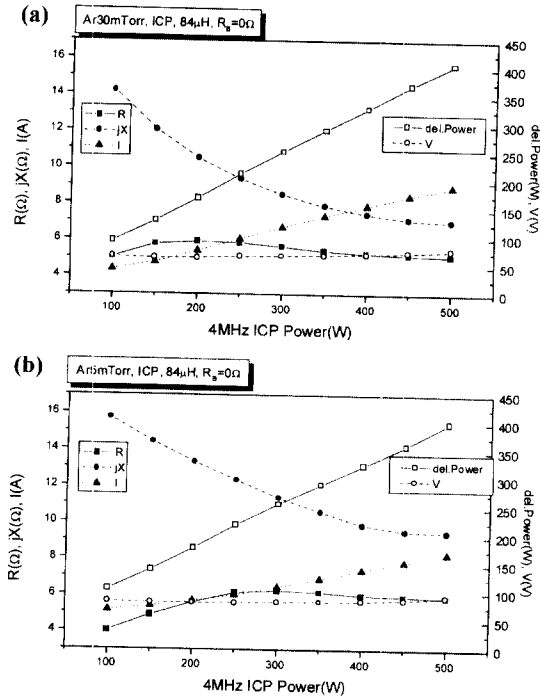 (a)
Ar30mTorr, ICP, 84μH, R_B=0Ω
R(Ω), jX(Ω), I(A)
16
14
12
10
8
6
4
R
jX
I
del.Power
V
450
400
350
300
250
200
150
100
50
0
del.Power(W), V(V)
100
200
300
400
500
4MHz ICP Power(W)
(b)
Ar5mTorr, ICP, 84μH, R_B=0Ω
R(Ω), jX(Ω), I(A)
16
14
12
10
8
6
4
R
jX
I
del.Power
V
450
400
350
300
250
200
150
100
50
0
del.Power(W), V(V)
100
200
300
400
500
4MHz ICP Power(W)